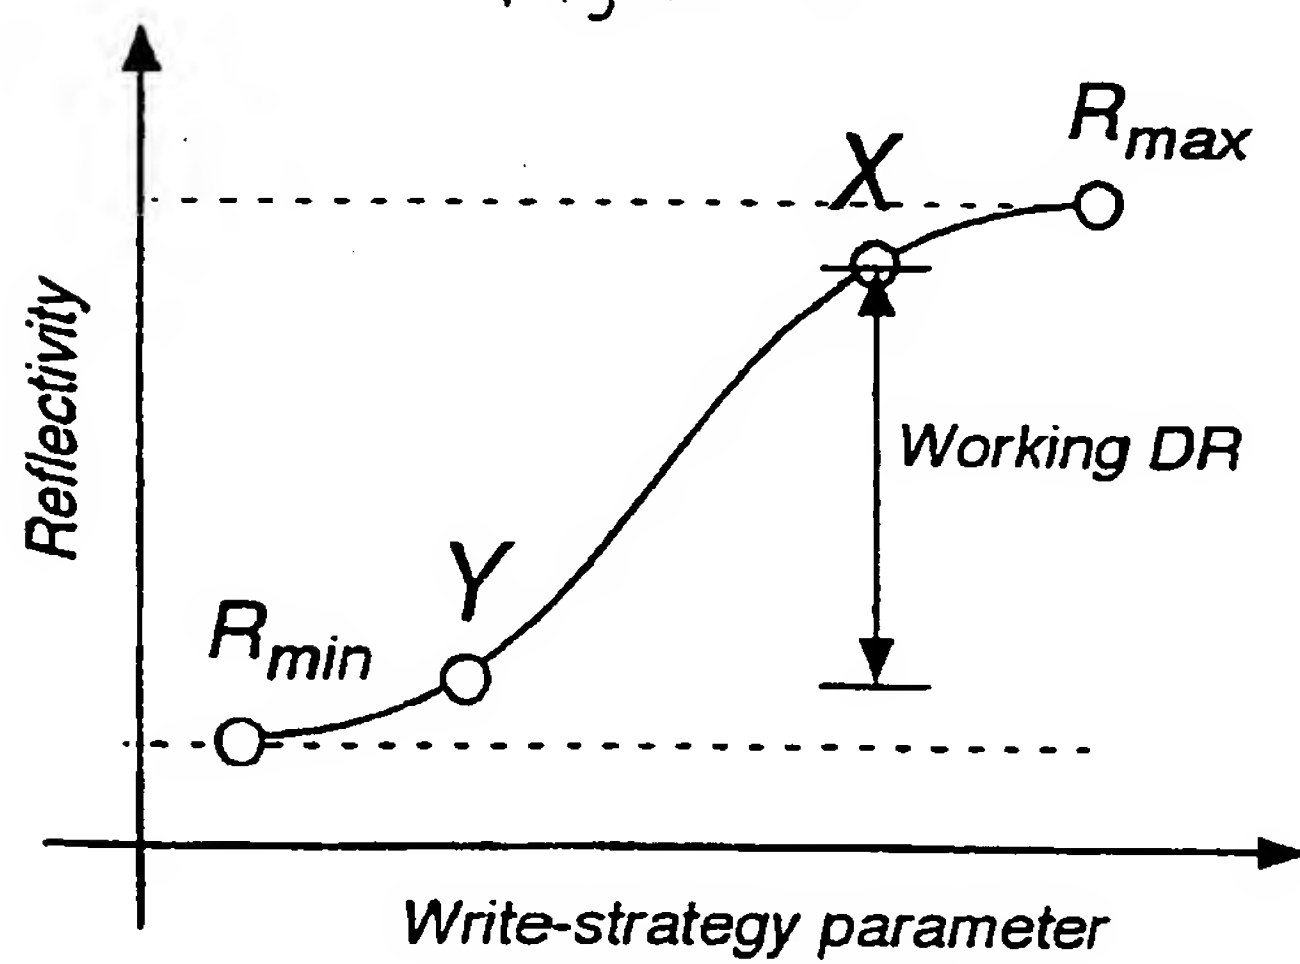 R_max
X
Working DR
Reflectivity
Y
R_min
Write-strategy parameter